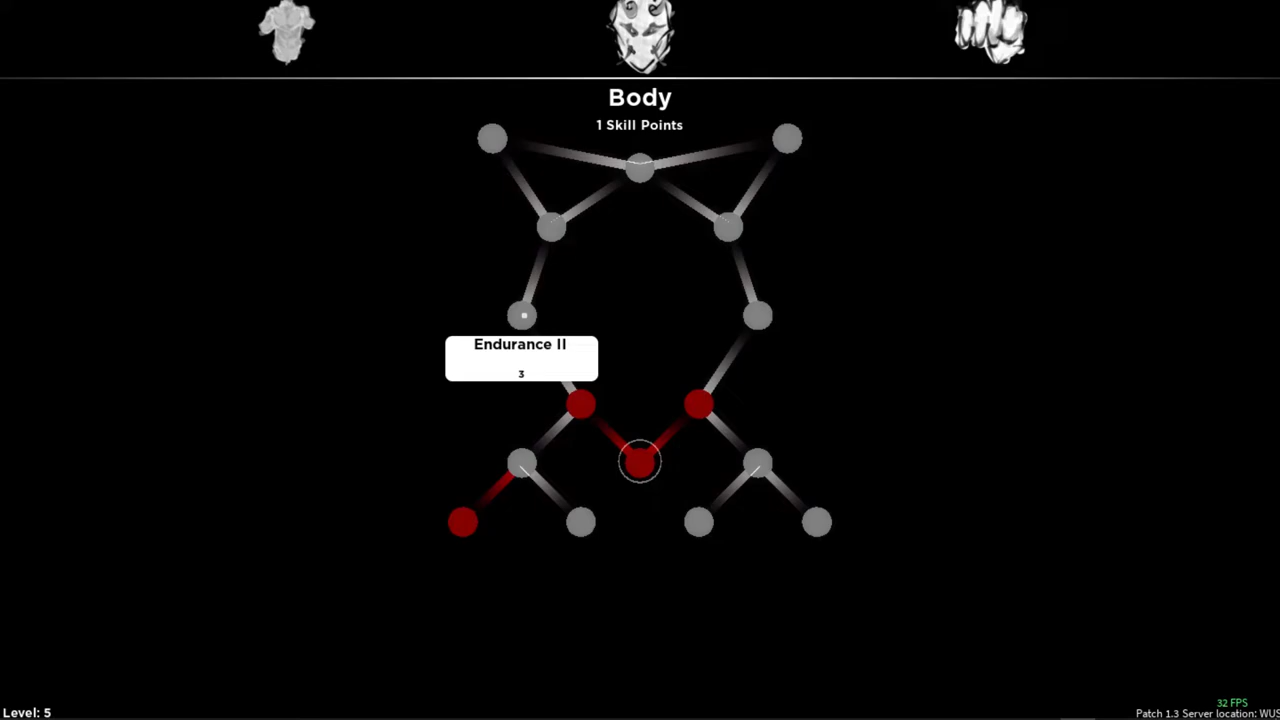 Body
1 Skill Points
Endurance II
3
Level: 5
32 FPS
Patch 1.3 Server location: WUS